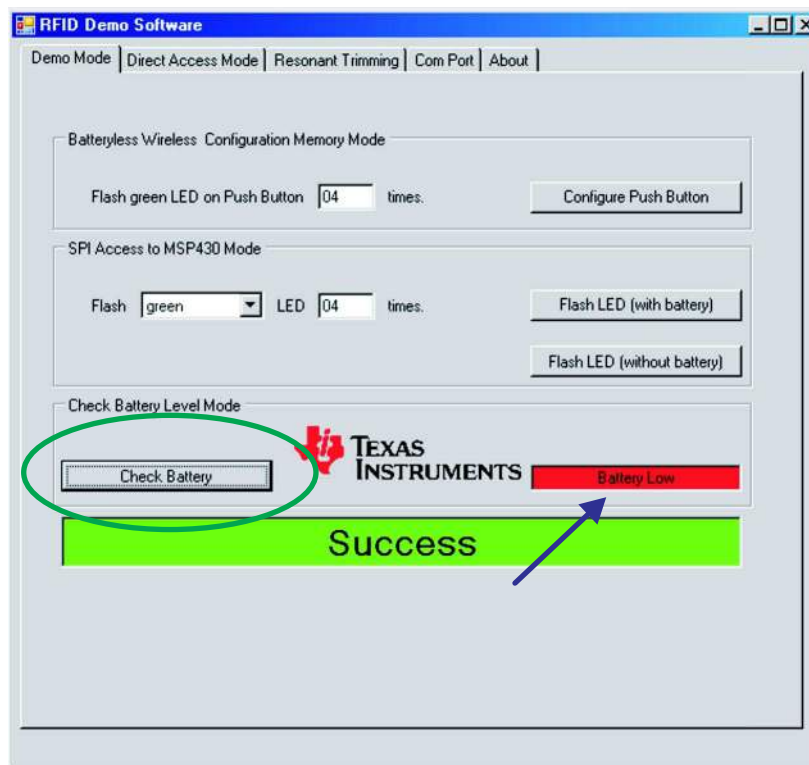 RFID Demo Software
Demo Mode Direct Access Mode Resonant Trimming Com Port About
Batteryless Wireless Configuration Memory Mode
Flash green LED on Push Button 04 times. Configure Push Button
SPI Access to MSP430 Mode
Flash green LED 04 times. Flash LED (with battery)
Flash LED (without battery)
Check Battery Level Mode
TEXAS
INSTRUMENTS
Check Battery Battery Low
Success